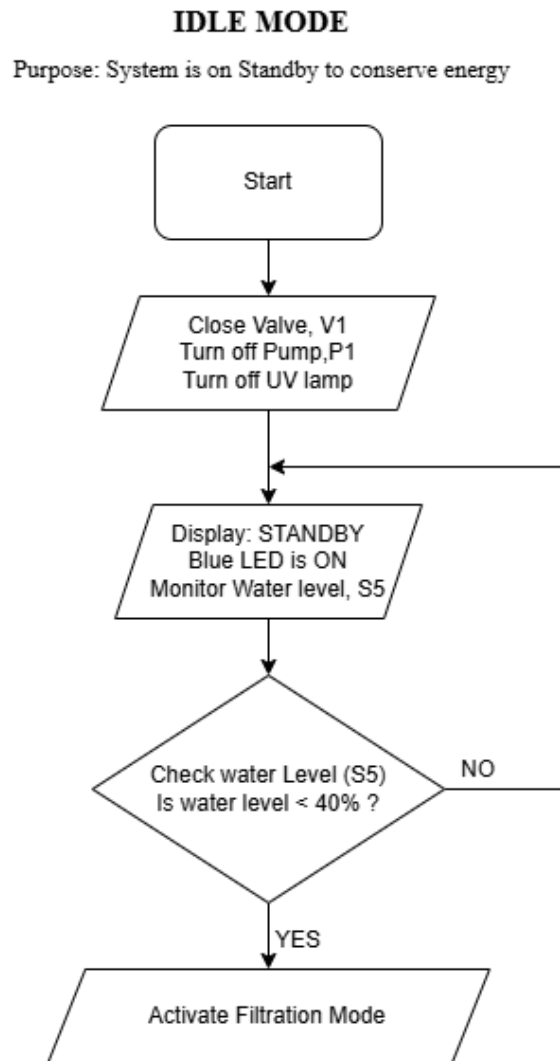 IDLE MODE
Purpose: System is on Standby to conserve energy
Start
Close Valve, V1
Turn off Pump,P1
Turn off UV lamp
Display: STANDBY
Blue LED is ON
Monitor Water level, S5
Check water Level (S5)
Is water level < 40% ?
NO
YES
Activate Filtration Mode